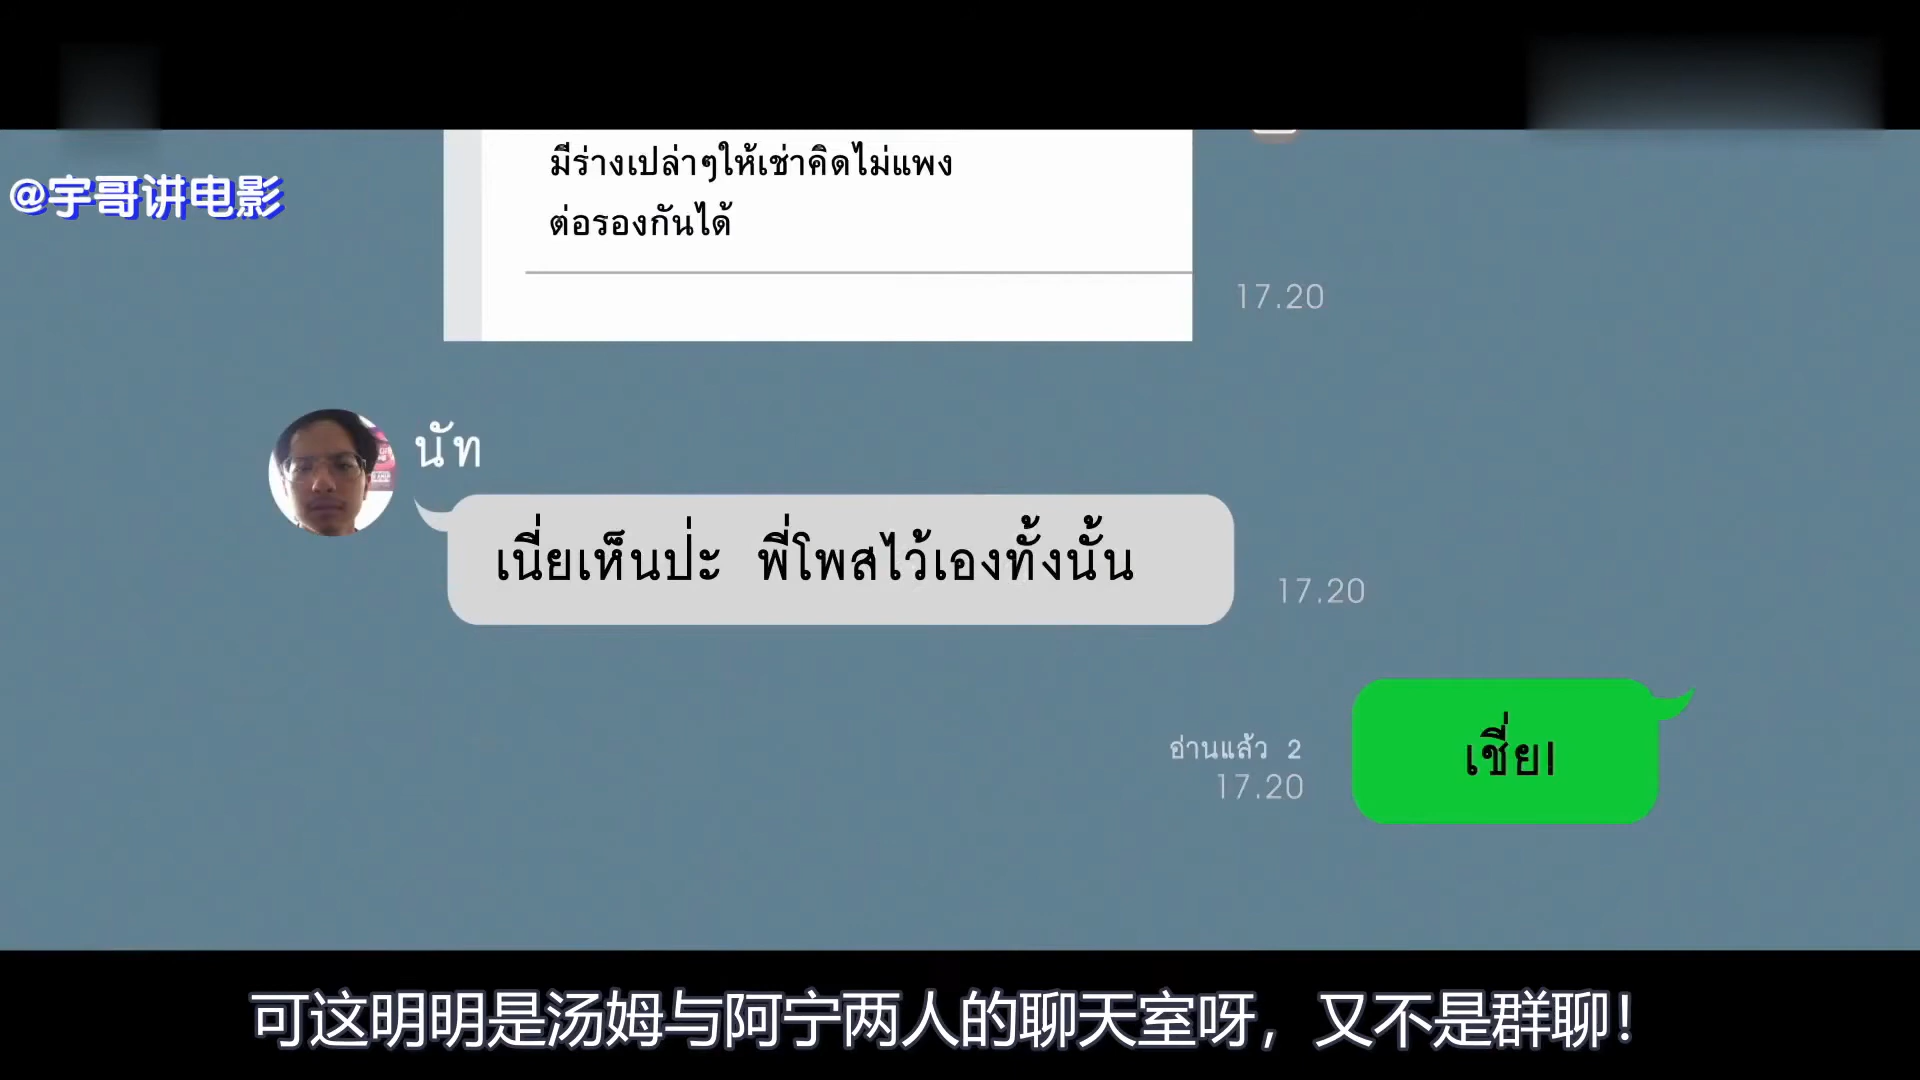 มีร่างเปล่าๆให้เช่าคิดไม่แพง
@宇哥讲电影
ต่อรองกันได้
17.20
นัท
เนี่ยเห็นป่ะ พี่โพสไว้เองทั้งนั้น
17.20
เชี่ย!
อ่านแล้ว 2
17.20
可这明明是汤姆与阿宁两人的聊天室呀，又不是群聊！